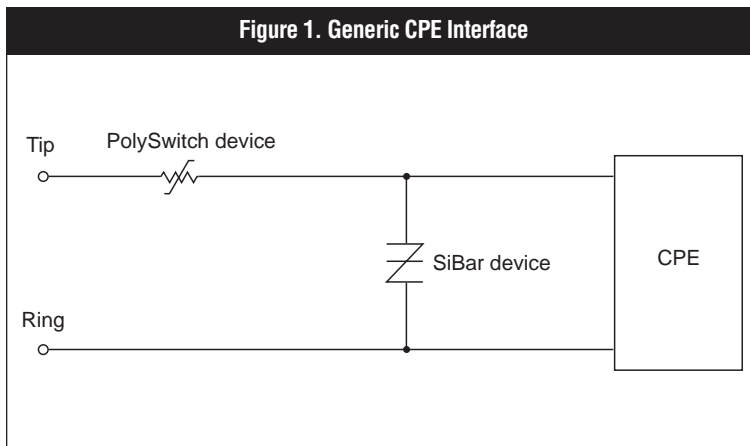 Figure 1. Generic CPE Interface
Tip
PolySwitch device
SiBar device
CPE
Ring